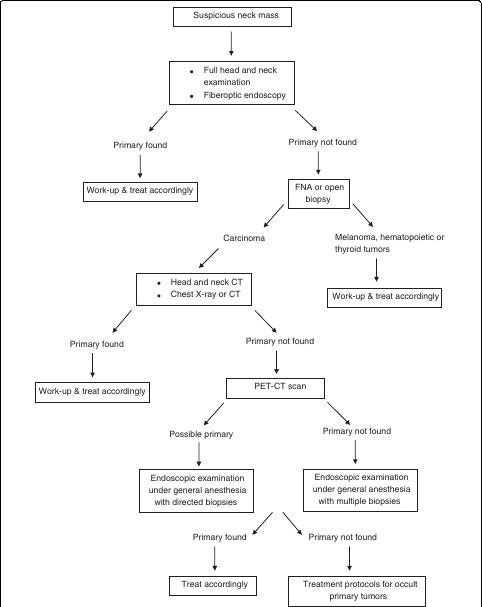 Suspicious neck mass
• Full head and neck
examination
• Fiberoptic endoscopy
Primary found
Primary not found
Work-up & treat accordingly
FNA or open
biopsy
Carcinoma
Melanoma, hematopoietic or
thyroid tumors
• Head and neck CT
• Chest X-ray or CT
Work-up & treat accordingly
Primary found
Primary not found
Work-up & treat accordingly
PET-CT scan
Possible primary
Primary not found
Endoscopic examination
under general anesthesia
with directed biopsies
Endoscopic examination
under general anesthesia
with multiple biopsies
Primary found
Primary not found
Treat accordingly
Treatment protocols for occult
primary tumors